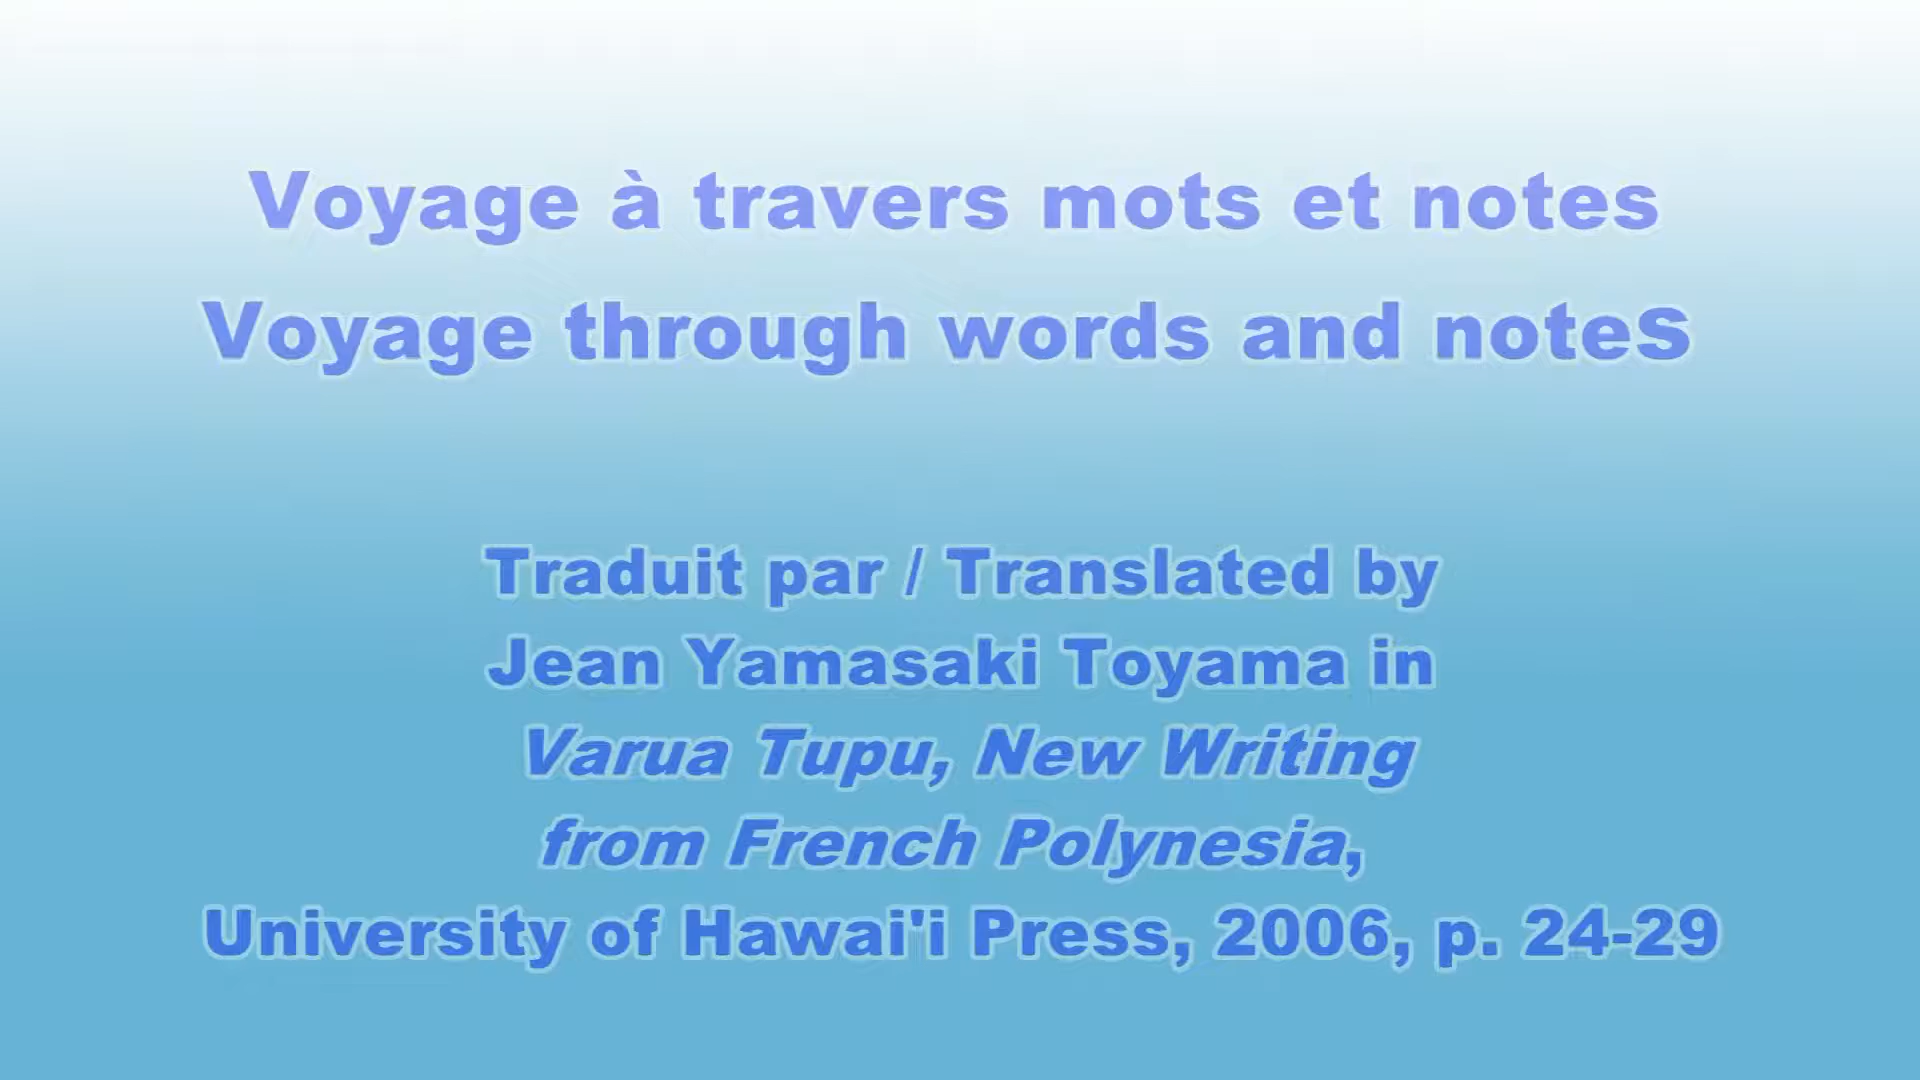 Voyage à travers mots et notes
Voyage through words and notes
Traduit par / Translated by
Jean Yamasaki Toyama in
Varua Tupu, New Writing
from French Polynesia,
University of Hawai'i Press, 2006, p. 24-29